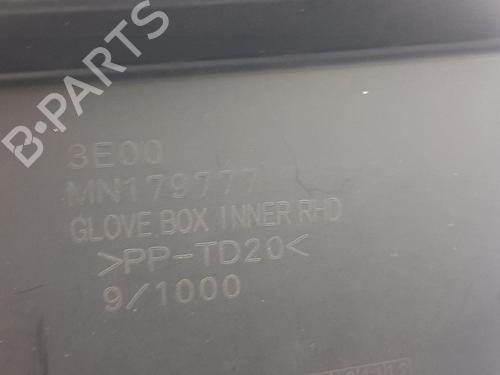 B-PARTS
3E00
MN179777
GLOVE BOX INNER RHD
>PP-TD20<
9/1000